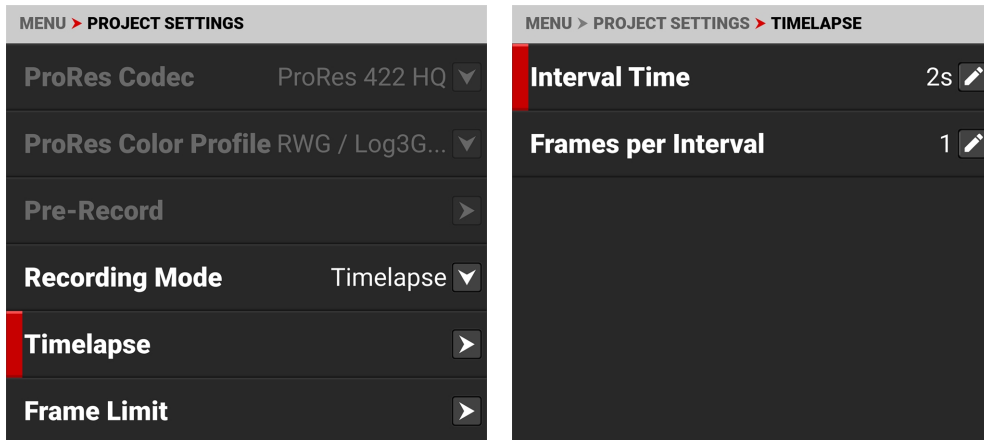 MENU > PROJECT SETTINGS
ProRes Codec ProRes 422 HQ
ProRes Color Profile RWG / Log3G...
Pre-Record
Recording Mode Timelapse
Timelapse
Frame Limit
MENU > PROJECT SETTINGS > TIMELAPSE
Interval Time 2s
Frames per Interval 1